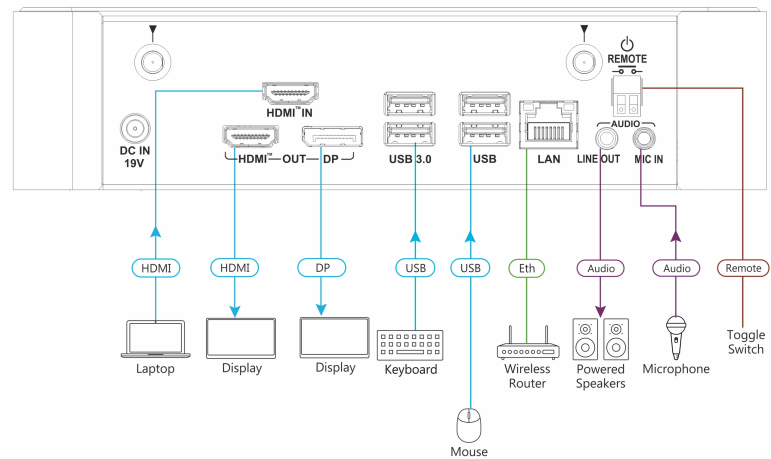 REMOTE
HDMI™ IN
AUDIO
DC IN
19V
HDMI™ OUT DP
USB 3.0
USB
LAN
LINE OUT
MIC IN
HDMI
HDMI
DP
USB
USB
Eth
Audio
Audio
Remote
Laptop
Display
Display
Keyboard
Wireless
Router
Powered
Speakers
Microphone
Toggle
Switch
Mouse